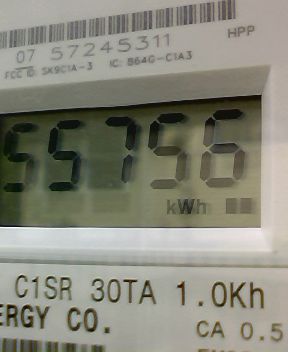 HPP
07 57245311
FCC ID: SK9C1A-3 IC: 864G-C1A3
55756
kWh
C1SR 30TA 1.0Kh
ERGY CO.
CA 0.5